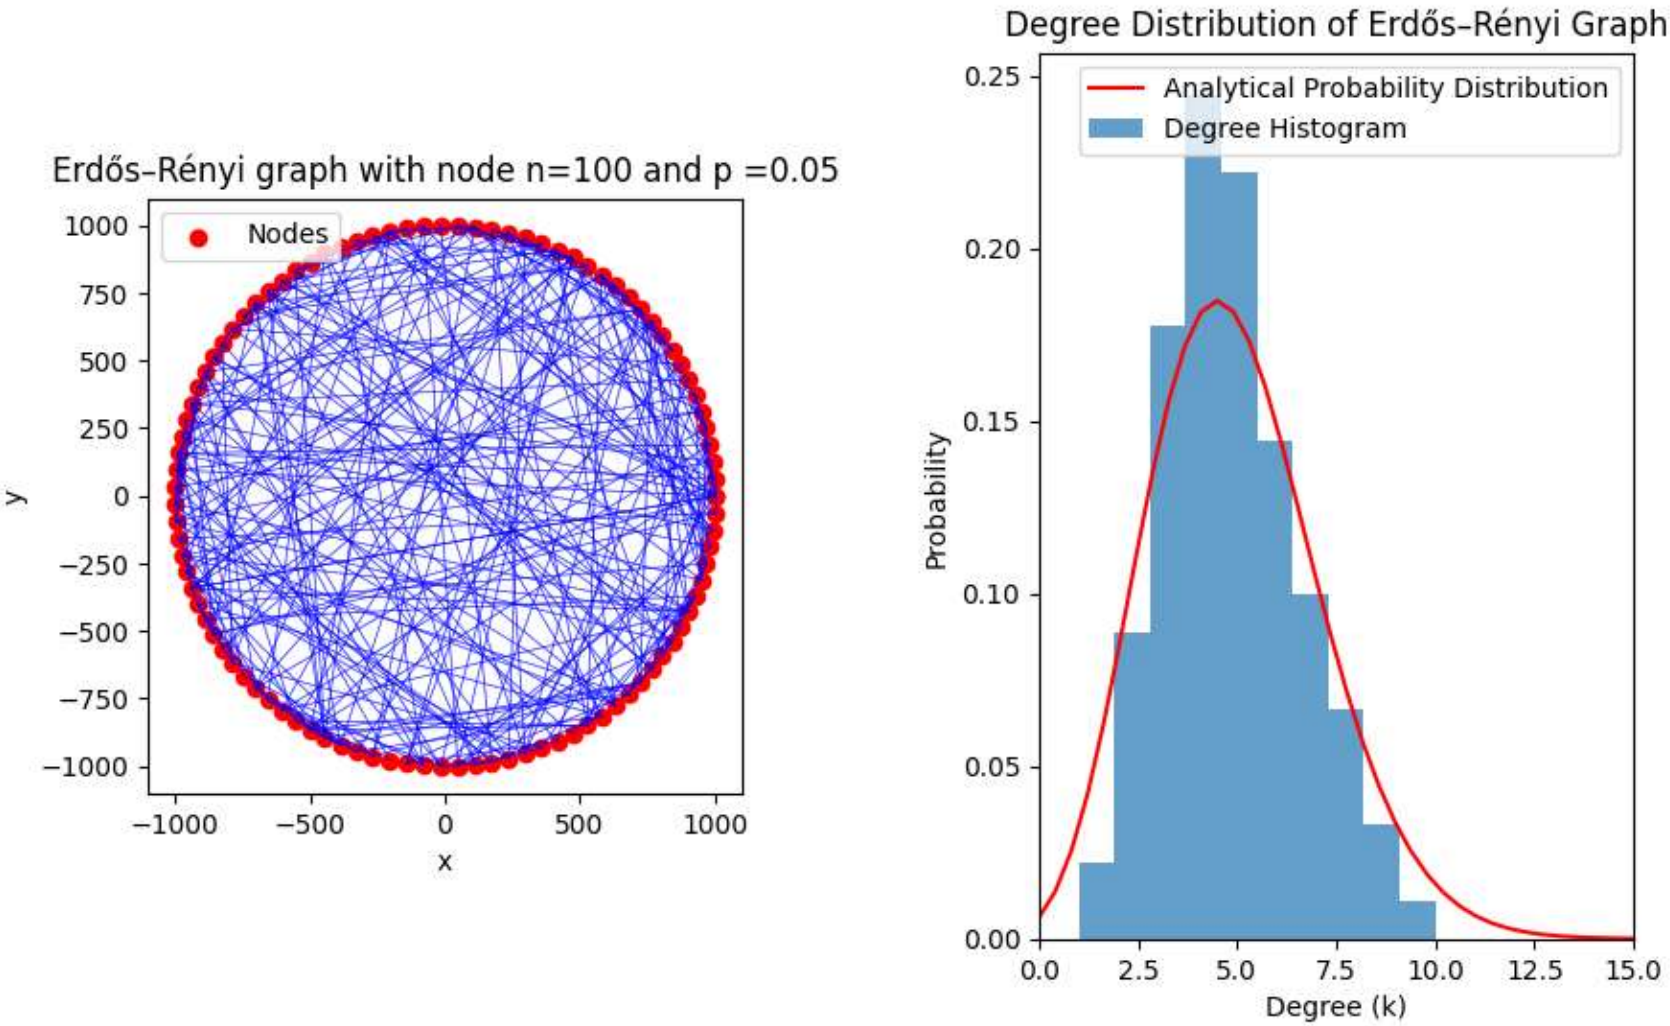 Erdős–Rényi graph with node n=100 and p =0.05
Nodes
1000
750
500
250
0
−250
−500
−750
−1000
y
−1000 −500 0 500 1000
x
Degree Distribution of Erdős–Rényi Graph
Analytical Probability Distribution
Degree Histogram
0.25
0.20
0.15
0.10
0.05
0.00
Probability
0.0 2.5 5.0 7.5 10.0 12.5 15.0
Degree (k)